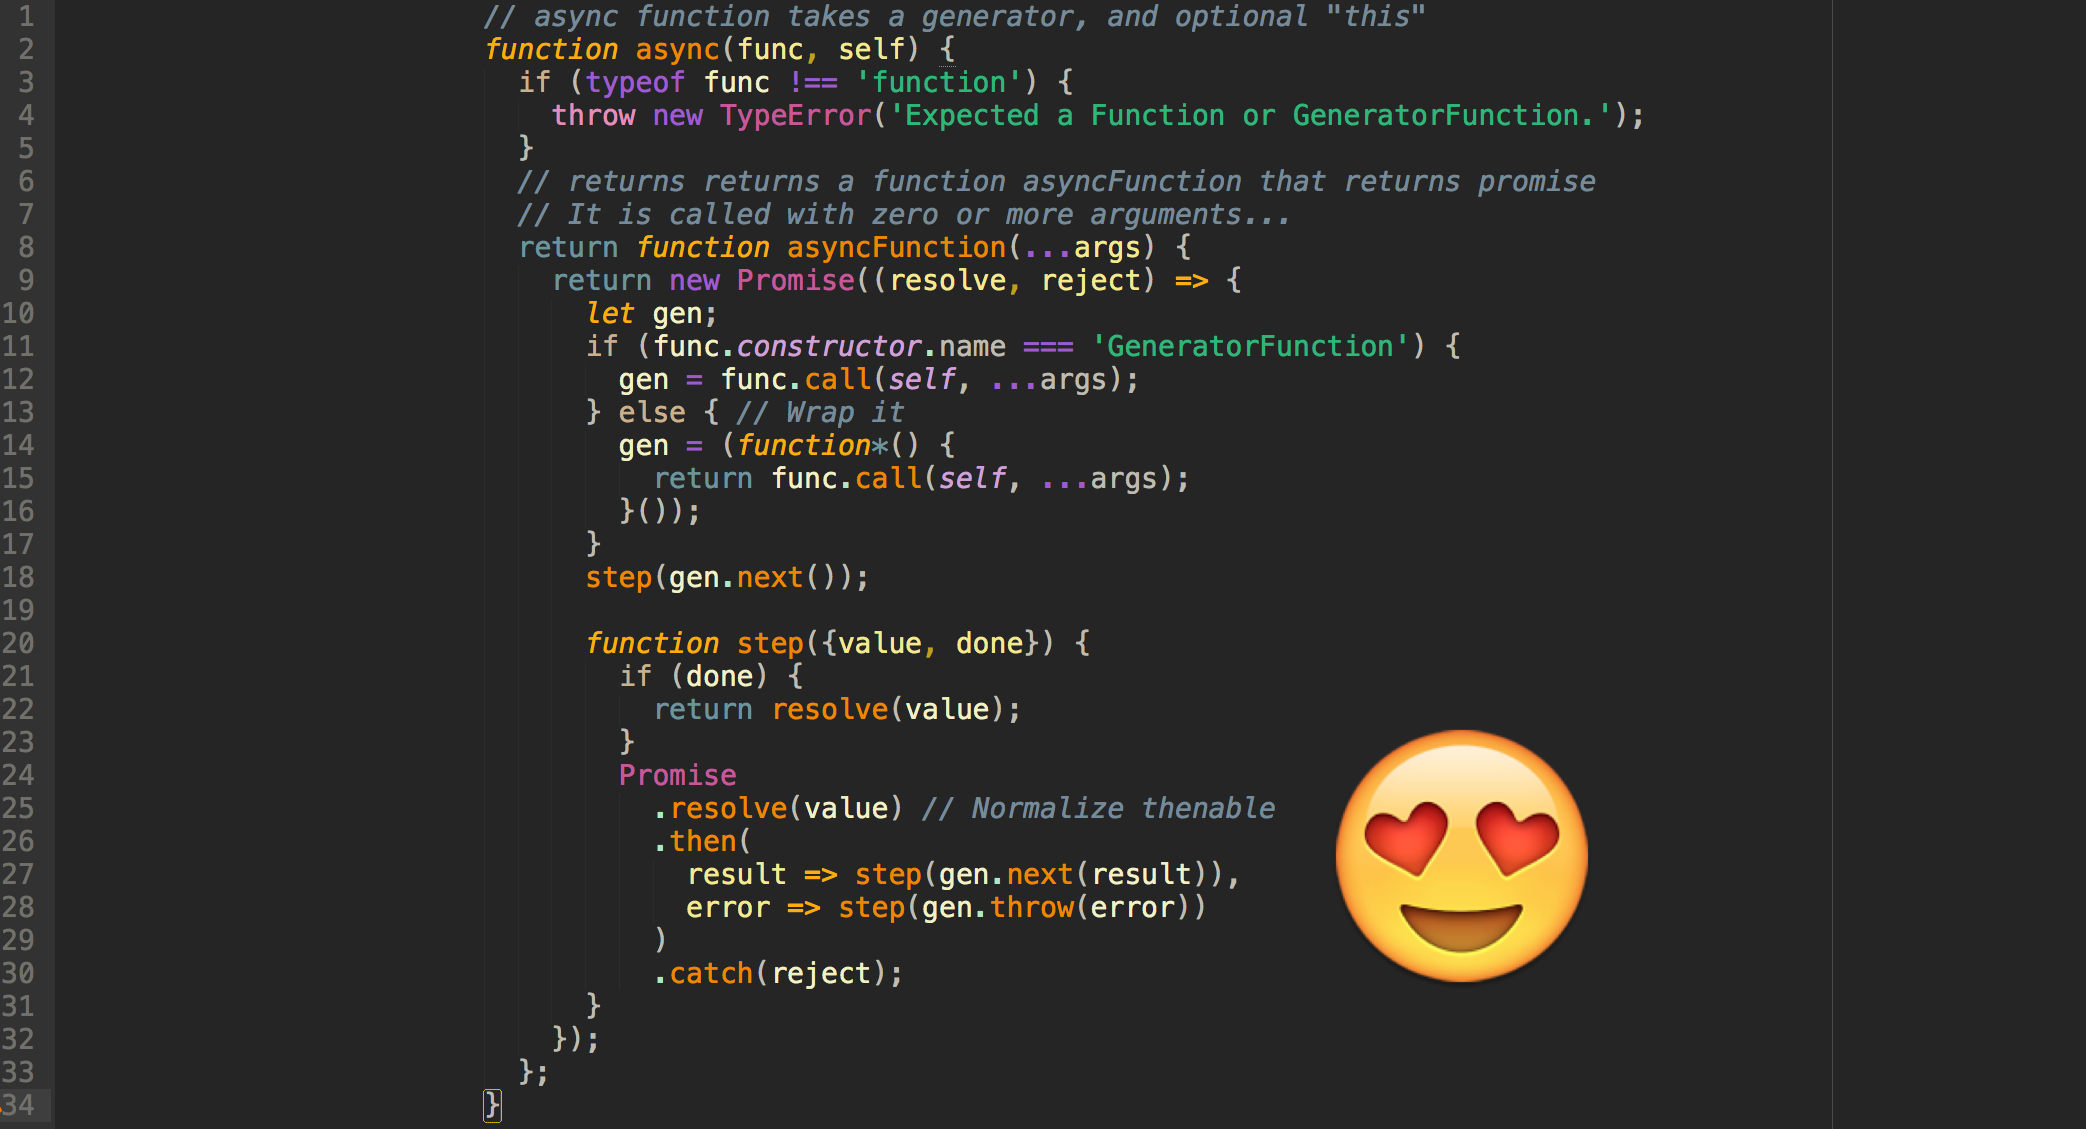 1 // async function takes a generator, and optional "this"
2 function async(func, self) {
3   if (typeof func !== 'function') {
4     throw new TypeError('Expected a Function or GeneratorFunction.');
5   }
6   // returns returns a function asyncFunction that returns promise
7   // It is called with zero or more arguments...
8   return function asyncFunction(...args) {
9     return new Promise((resolve, reject) => {
10       let gen;
11       if (func.constructor.name === 'GeneratorFunction') {
12         gen = func.call(self, ...args);
13       } else { // Wrap it
14         gen = (function*() {
15           return func.call(self, ...args);
16         }());
17       }
18       step(gen.next());
19
20       function step({value, done}) {
21         if (done) {
22           return resolve(value);
23         }
24         Promise
25           .resolve(value) // Normalize thenable
26           .then(
27             result => step(gen.next(result)),
28             error => step(gen.throw(error))
29           )
30           .catch(reject);
31       }
32     });
33   };
34 }